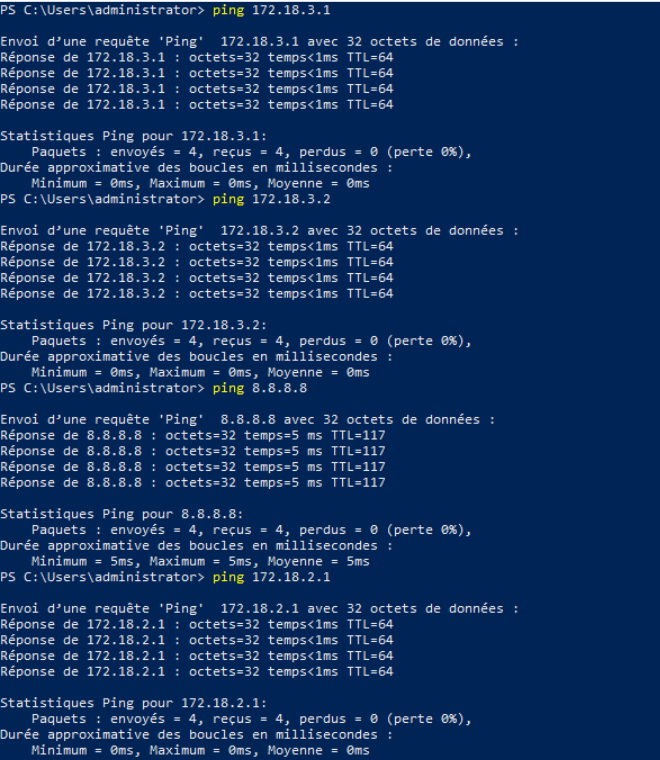 PS C:\Users\administrator> ping 172.18.3.1
Envoi d'une requête 'Ping'  172.18.3.1 avec 32 octets de données :
Réponse de 172.18.3.1 : octets=32 temps<1ms TTL=64
Réponse de 172.18.3.1 : octets=32 temps<1ms TTL=64
Réponse de 172.18.3.1 : octets=32 temps<1ms TTL=64
Réponse de 172.18.3.1 : octets=32 temps<1ms TTL=64
Statistiques Ping pour 172.18.3.1:
    Paquets : envoyés = 4, reçus = 4, perdus = 0 (perte 0%),
Durée approximative des boucles en millisecondes :
    Minimum = 0ms, Maximum = 0ms, Moyenne = 0ms
PS C:\Users\administrator> ping 172.18.3.2
Envoi d'une requête 'Ping'  172.18.3.2 avec 32 octets de données :
Réponse de 172.18.3.2 : octets=32 temps<1ms TTL=64
Réponse de 172.18.3.2 : octets=32 temps<1ms TTL=64
Réponse de 172.18.3.2 : octets=32 temps<1ms TTL=64
Réponse de 172.18.3.2 : octets=32 temps<1ms TTL=64
Statistiques Ping pour 172.18.3.2:
    Paquets : envoyés = 4, reçus = 4, perdus = 0 (perte 0%),
Durée approximative des boucles en millisecondes :
    Minimum = 0ms, Maximum = 0ms, Moyenne = 0ms
PS C:\Users\administrator> ping 8.8.8.8
Envoi d'une requête 'Ping'  8.8.8.8 avec 32 octets de données :
Réponse de 8.8.8.8 : octets=32 temps=5 ms TTL=117
Réponse de 8.8.8.8 : octets=32 temps=5 ms TTL=117
Réponse de 8.8.8.8 : octets=32 temps=5 ms TTL=117
Réponse de 8.8.8.8 : octets=32 temps=5 ms TTL=117
Statistiques Ping pour 8.8.8.8:
    Paquets : envoyés = 4, reçus = 4, perdus = 0 (perte 0%),
Durée approximative des boucles en millisecondes :
    Minimum = 5ms, Maximum = 5ms, Moyenne = 5ms
PS C:\Users\administrator> ping 172.18.2.1
Envoi d'une requête 'Ping'  172.18.2.1 avec 32 octets de données :
Réponse de 172.18.2.1 : octets=32 temps<1ms TTL=64
Réponse de 172.18.2.1 : octets=32 temps<1ms TTL=64
Réponse de 172.18.2.1 : octets=32 temps<1ms TTL=64
Réponse de 172.18.2.1 : octets=32 temps<1ms TTL=64
Statistiques Ping pour 172.18.2.1:
    Paquets : envoyés = 4, reçus = 4, perdus = 0 (perte 0%),
Durée approximative des boucles en millisecondes :
    Minimum = 0ms, Maximum = 0ms, Moyenne = 0ms